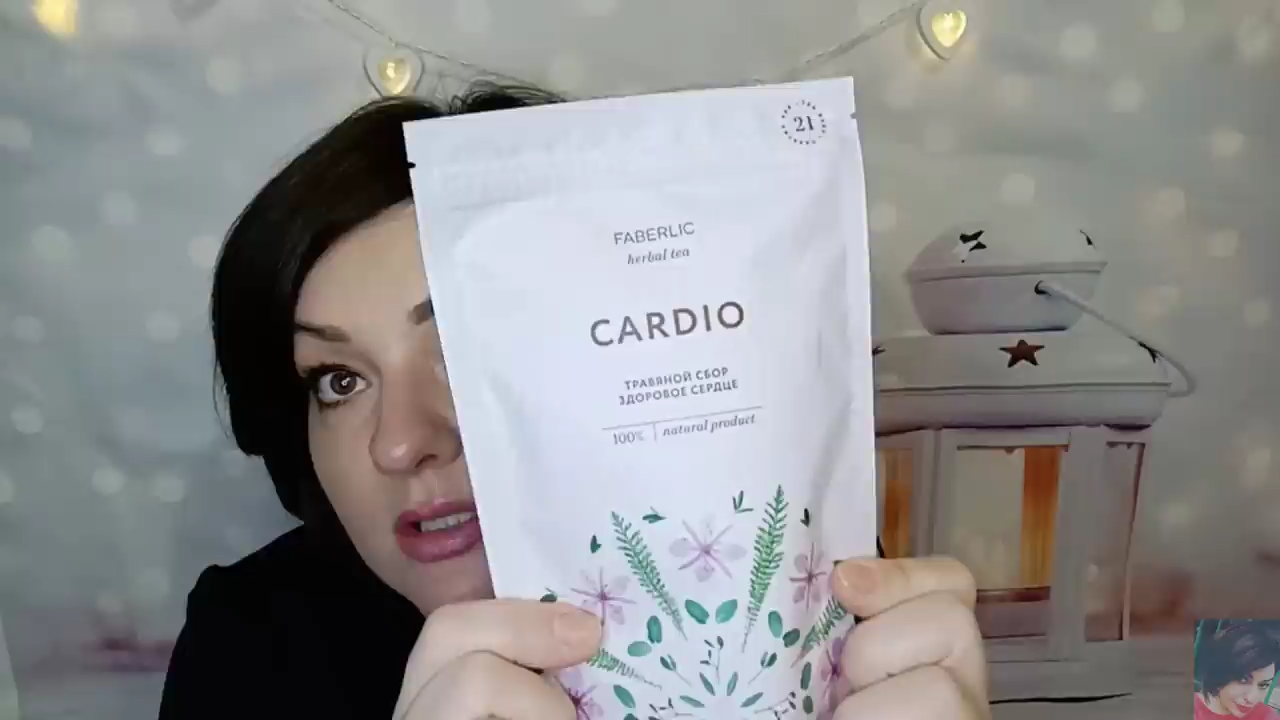 21
FABERLIC
herbal tea
CARDIO
ТРАВЯНОЙ СБОР
ЗДОРОВОЕ СЕРДЦЕ
100% natural product